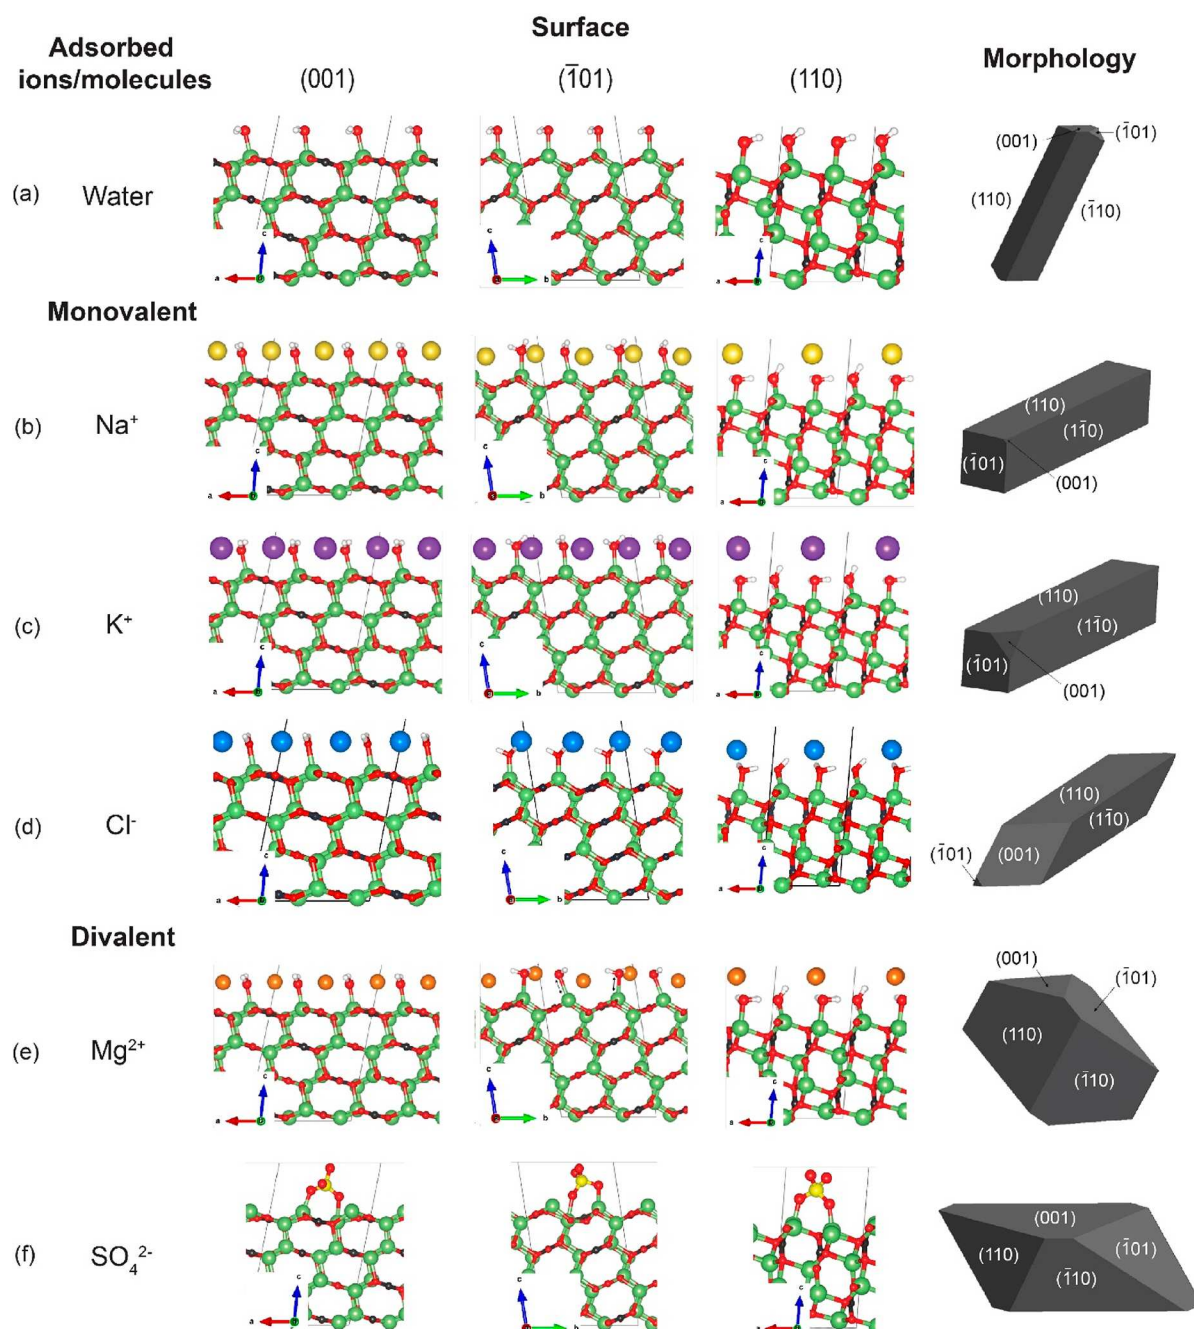 Surface
Adsorbed
ions/molecules
(001)
(1̅01)
(110)
Morphology
(a) Water
c
a
c
a
b
c
a
(001)
(1̅01)
(110)
(1̅10)
Monovalent
(b) Na⁺
c
a
b
c
a
b
c
a
b
(110)
(11̅0)
(1̅01)
(001)
(c) K⁺
c
a
b
c
b
c
a
b
(110)
(11̅0)
(1̅01)
(001)
(d) Cl⁻
c
a
b
c
a
b
c
a
b
(110)
(11̅0)
(1̅01)
(001)
Divalent
(e) Mg²⁺
c
a
b
c
a
b
c
a
b
(001)
(1̅01)
(110)
(1̅10)
(f) SO₄²⁻
c
a
b
c
a
b
c
a
b
(001)
(110)
(1̅01)
(1̅10)